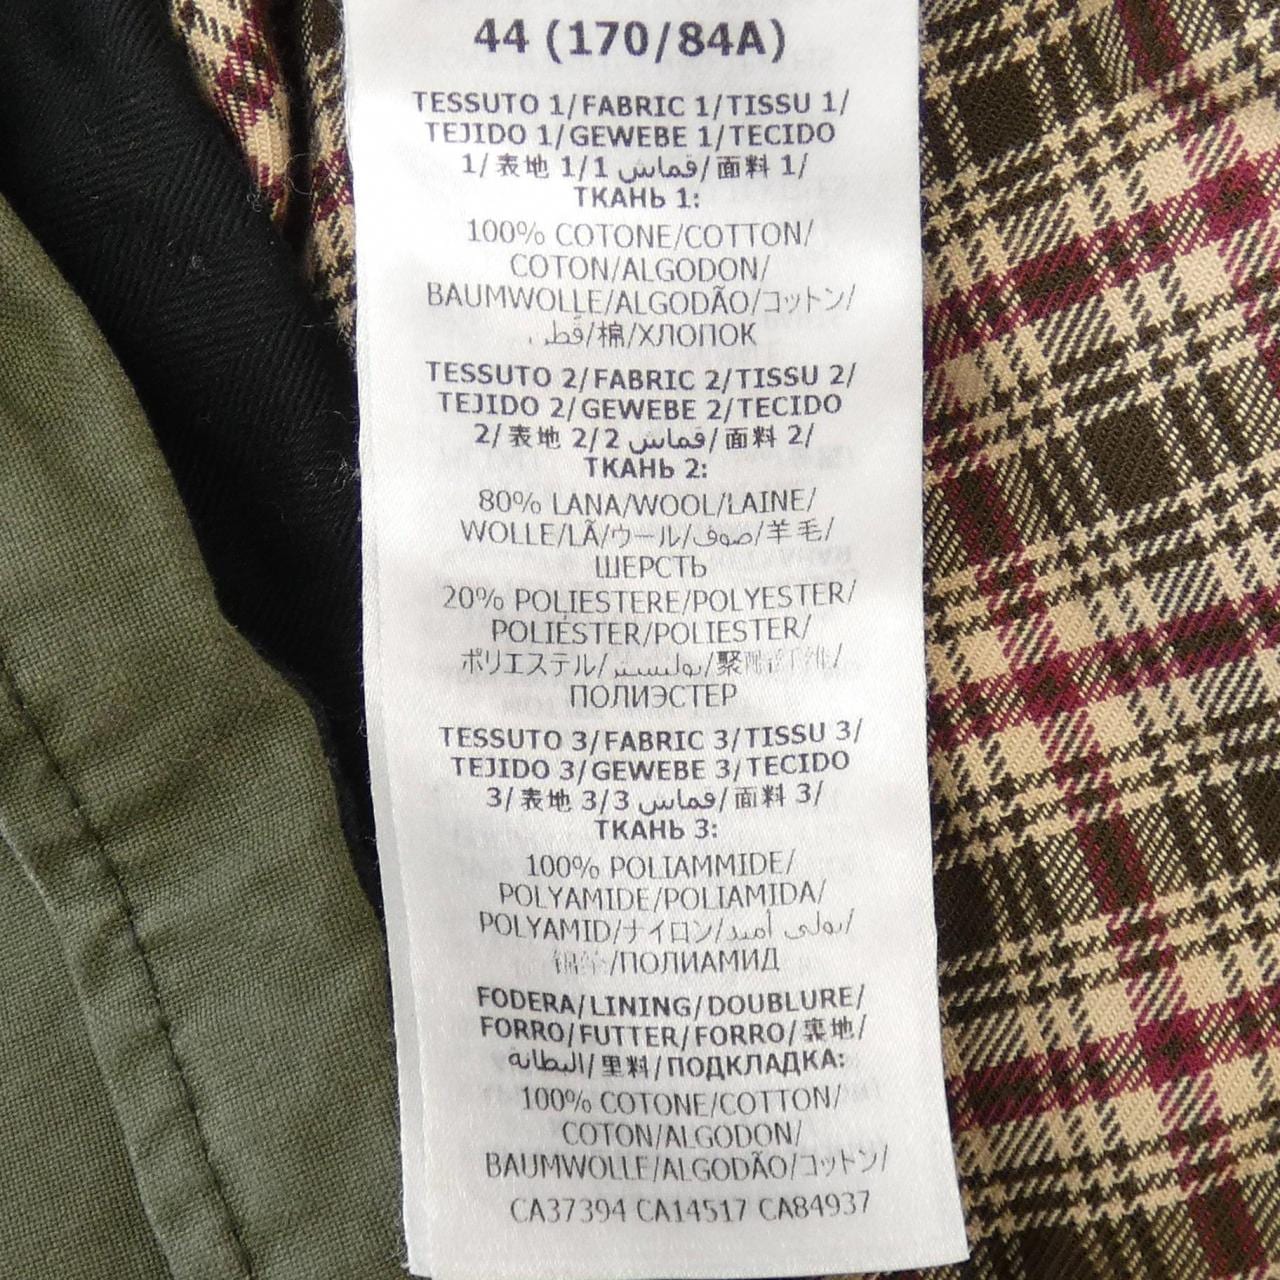 44 (170/84A)
TESSUTO 1/FABRIC 1/TISSU 1/
TEJIDO 1/GEWEBE 1/TECIDO
1/表地 1/1 قماش/面料 1/
ТКАНЬ 1:
100% COTONE/COTTON/
COTON/ALGODON/
BAUMWOLLE/ALGODÃO/コットン/
قطن/棉/ХЛОПОК
TESSUTO 2/FABRIC 2/TISSU 2/
TEJIDO 2/GEWEBE 2/TECIDO
2/表地 2/2 قماش/面料 2/
ТКАНЬ 2:
80% LANA/WOOL/LAINE/
WOLLE/LÃ/ウール/صوف/羊毛/
ШЕРСТЬ
20% POLIESTERE/POLYESTER/
POLIÉSTER/POLIESTER/
ポリエステル/بوليستر/聚酯纤维/
ПОЛИЭСТЕР
TESSUTO 3/FABRIC 3/TISSU 3/
TEJIDO 3/GEWEBE 3/TECIDO
3/表地 3/3 قماش/面料 3/
ТКАНЬ 3:
100% POLIAMMIDE/
POLYAMIDE/POLIAMIDA/
POLYAMID/ナイロン/بولي أميد/
/ПОЛИАМИД
FODERA/LINING/DOUBLURE/
FORRO/FUTTER/FORRO/裏地/
البطانة/里料/ПОДКЛАДКА:
100% COTONE/COTTON/
COTON/ALGODON/
BAUMWOLLE/ALGODÃO/コットン/
CA37394 CA14517 CA84937